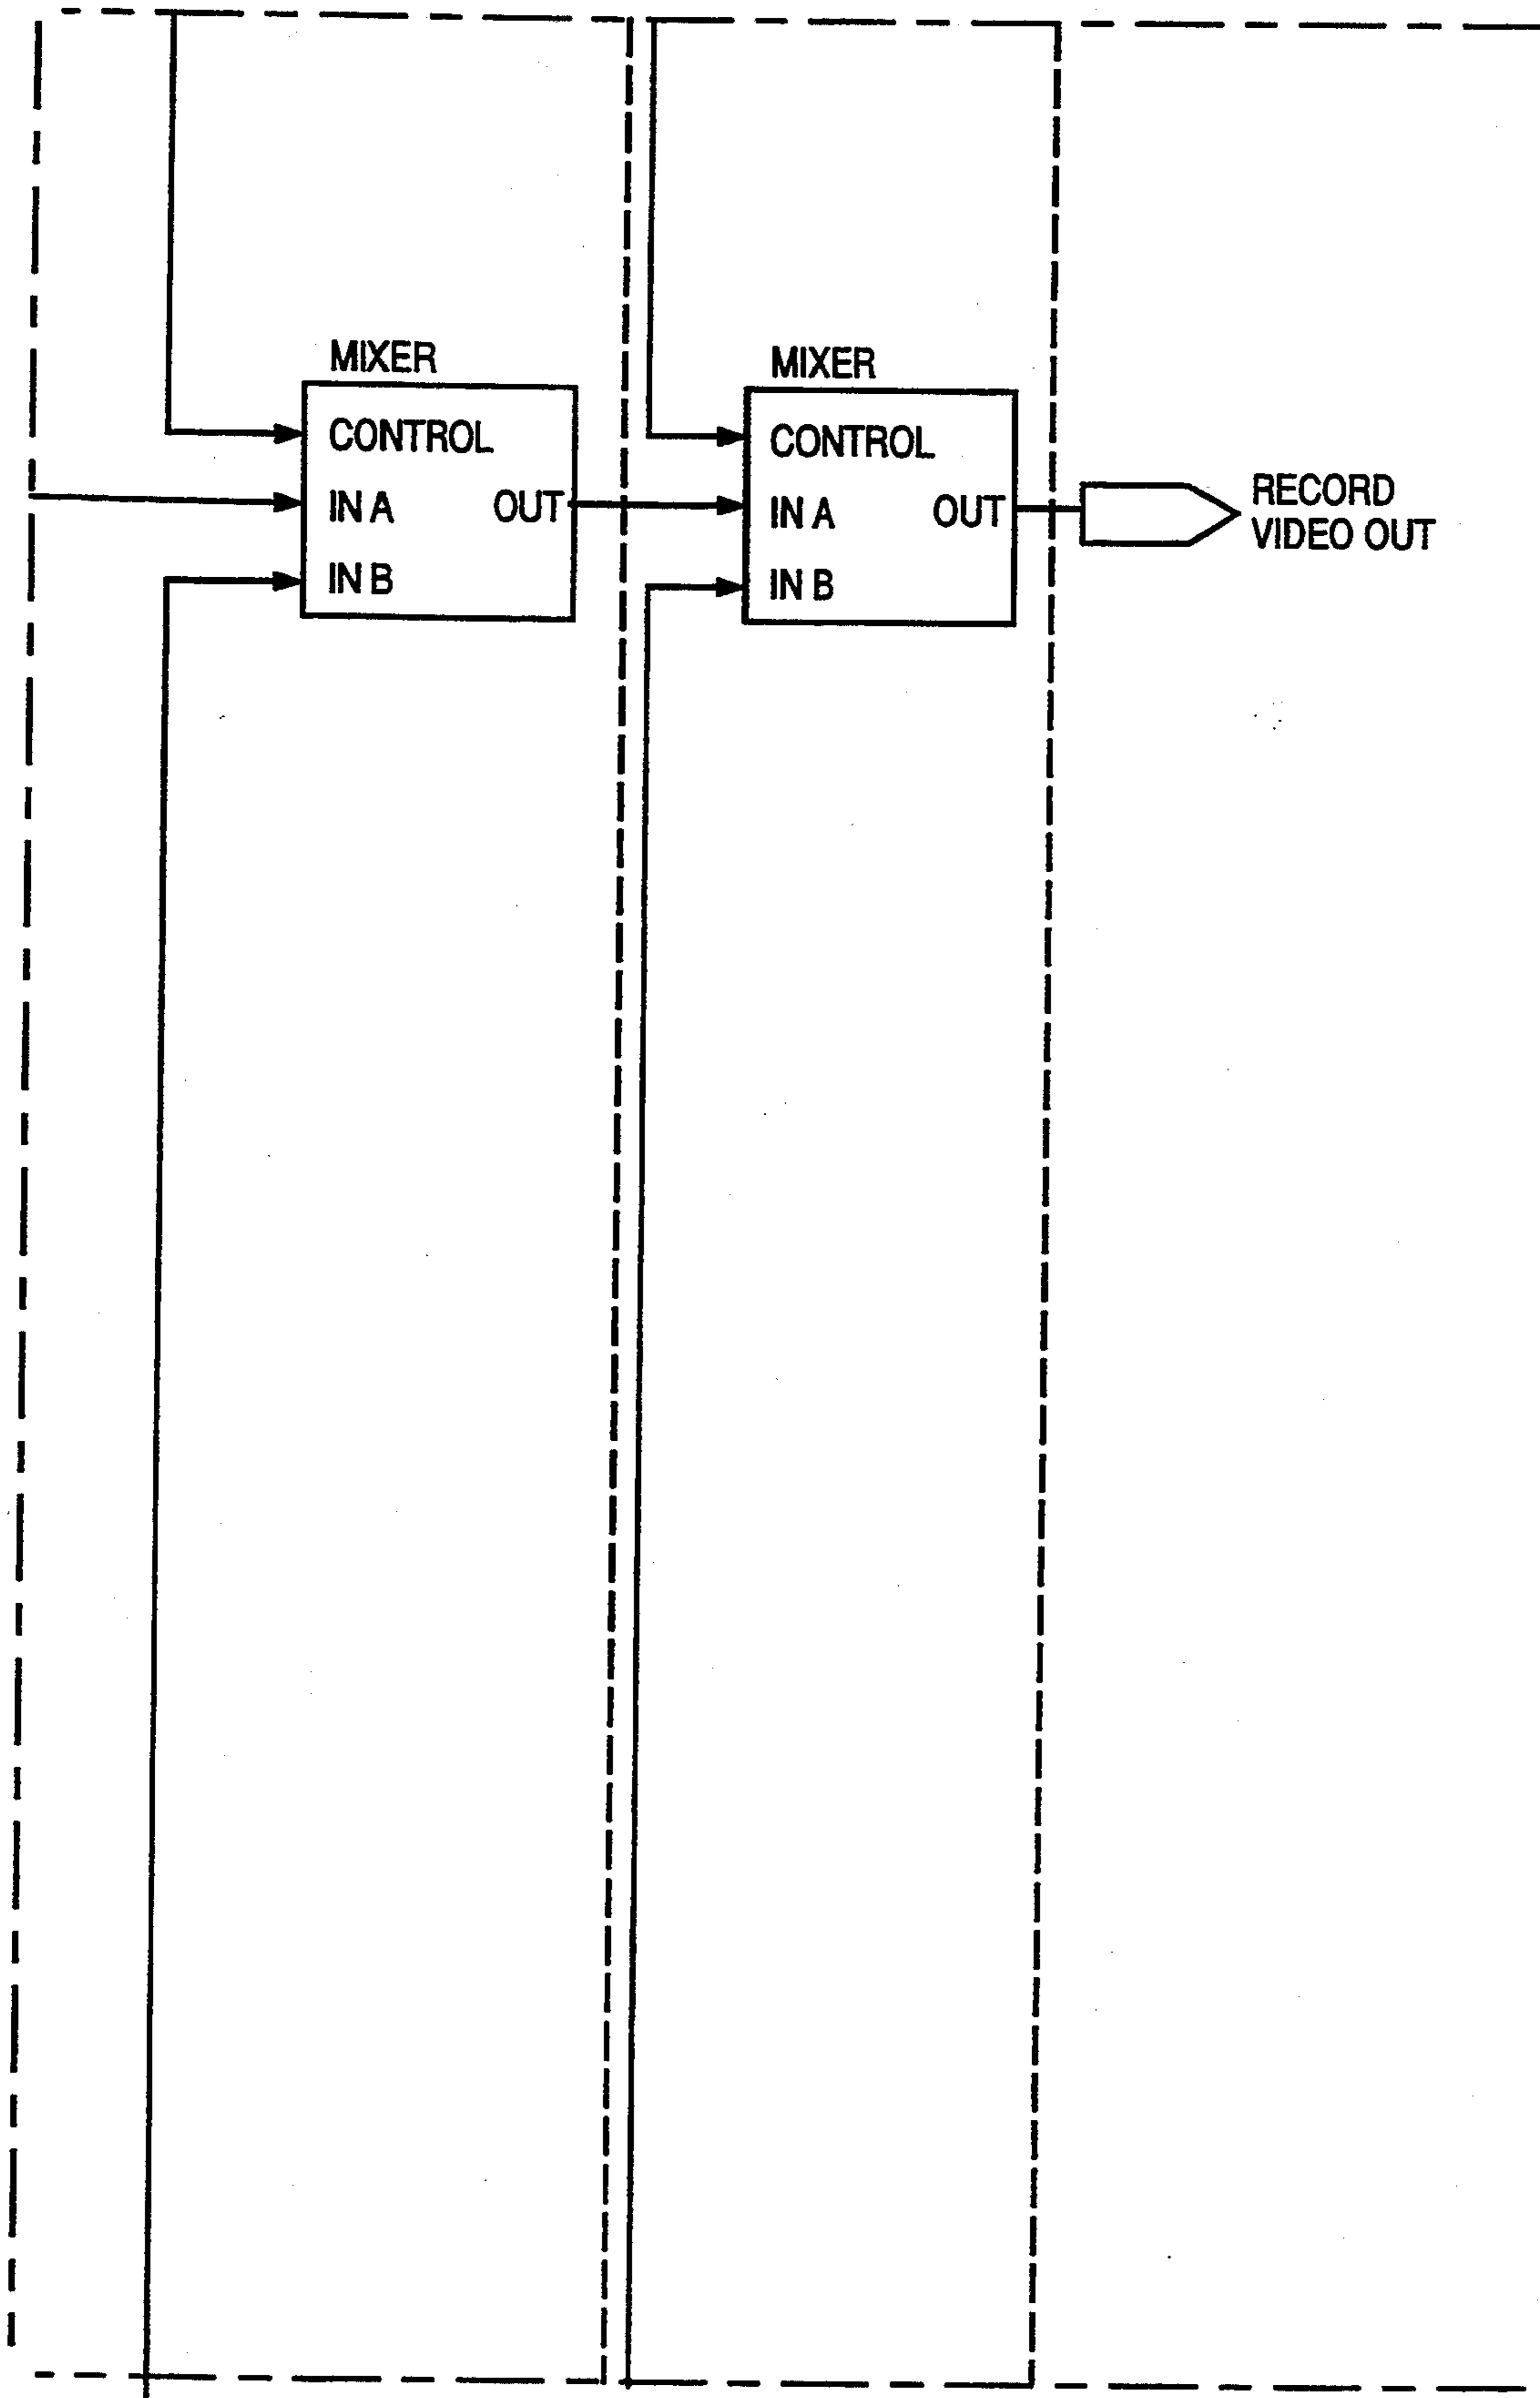 MIXER
CONTROL
IN A
OUT
IN B
MIXER
CONTROL
IN A
OUT
IN B
RECORD
VIDEO OUT